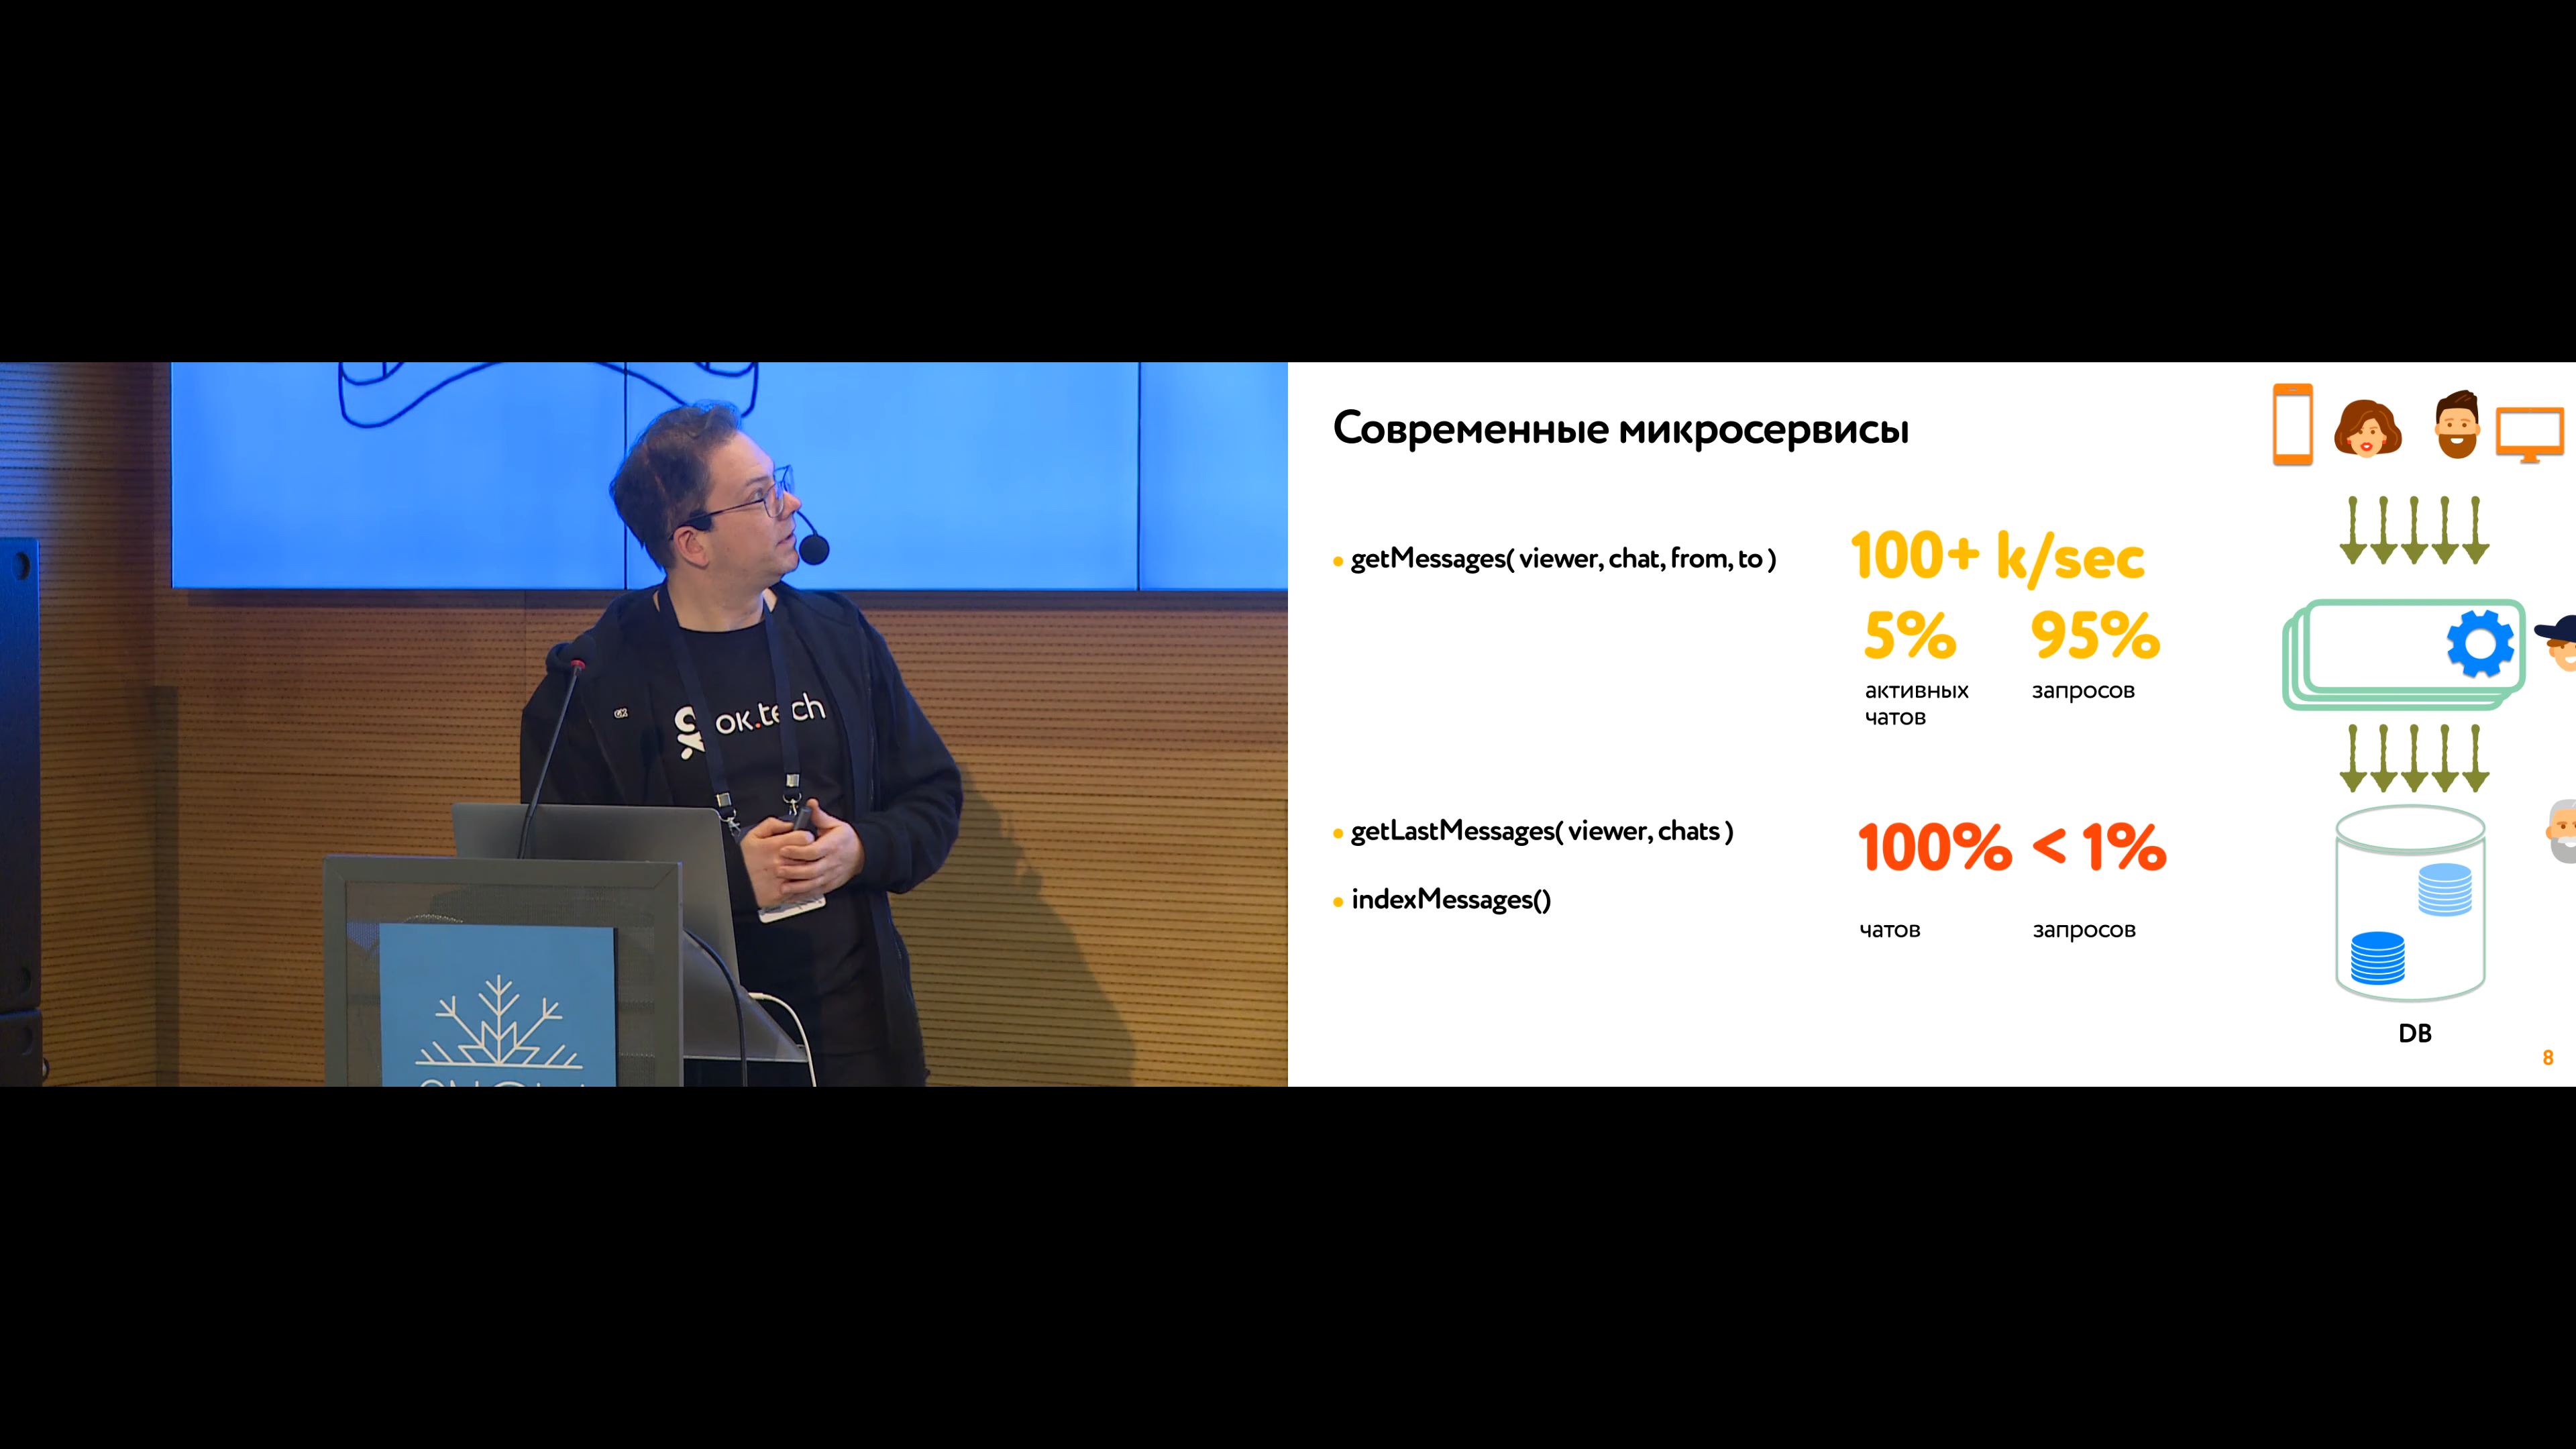 ok.tech
Современные микросервисы
• getMessages( viewer, chat, from, to )
100+ k/sec
5% 95%
активных запросов
чатов
• getLastMessages( viewer, chats )
100% < 1%
• indexMessages()
чатов запросов
DB
8